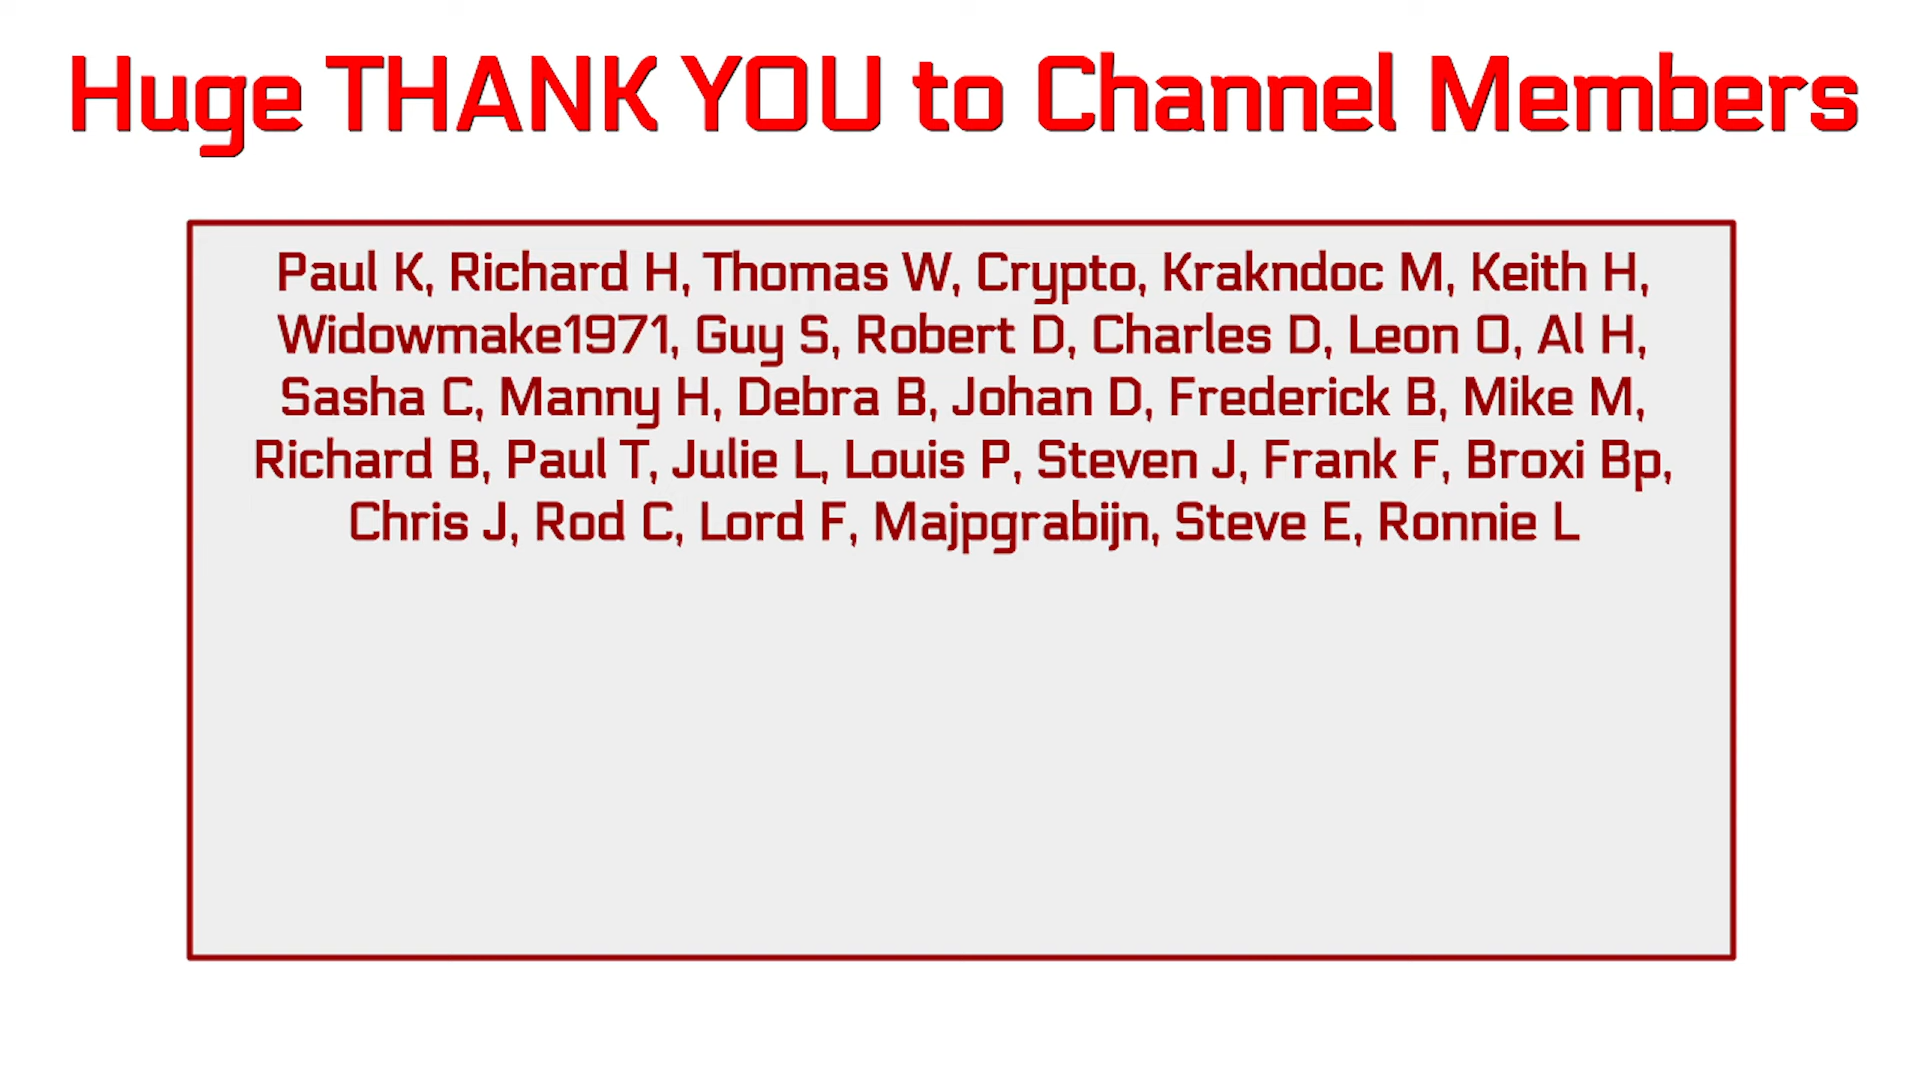 Huge THANK YOU to Channel Members
Paul K, Richard H, Thomas W, Crypto, Krakndoc M, Keith H,
Widowmake1971, Guy S, Robert D, Charles D, Leon O, Al H,
Sasha C, Manny H, Debra B, Johan D, Frederick B, Mike M,
Richard B, Paul T, Julie L, Louis P, Steven J, Frank F, Broxi Bp,
Chris J, Rod C, Lord F, Majpgrabijn, Steve E, Ronnie L